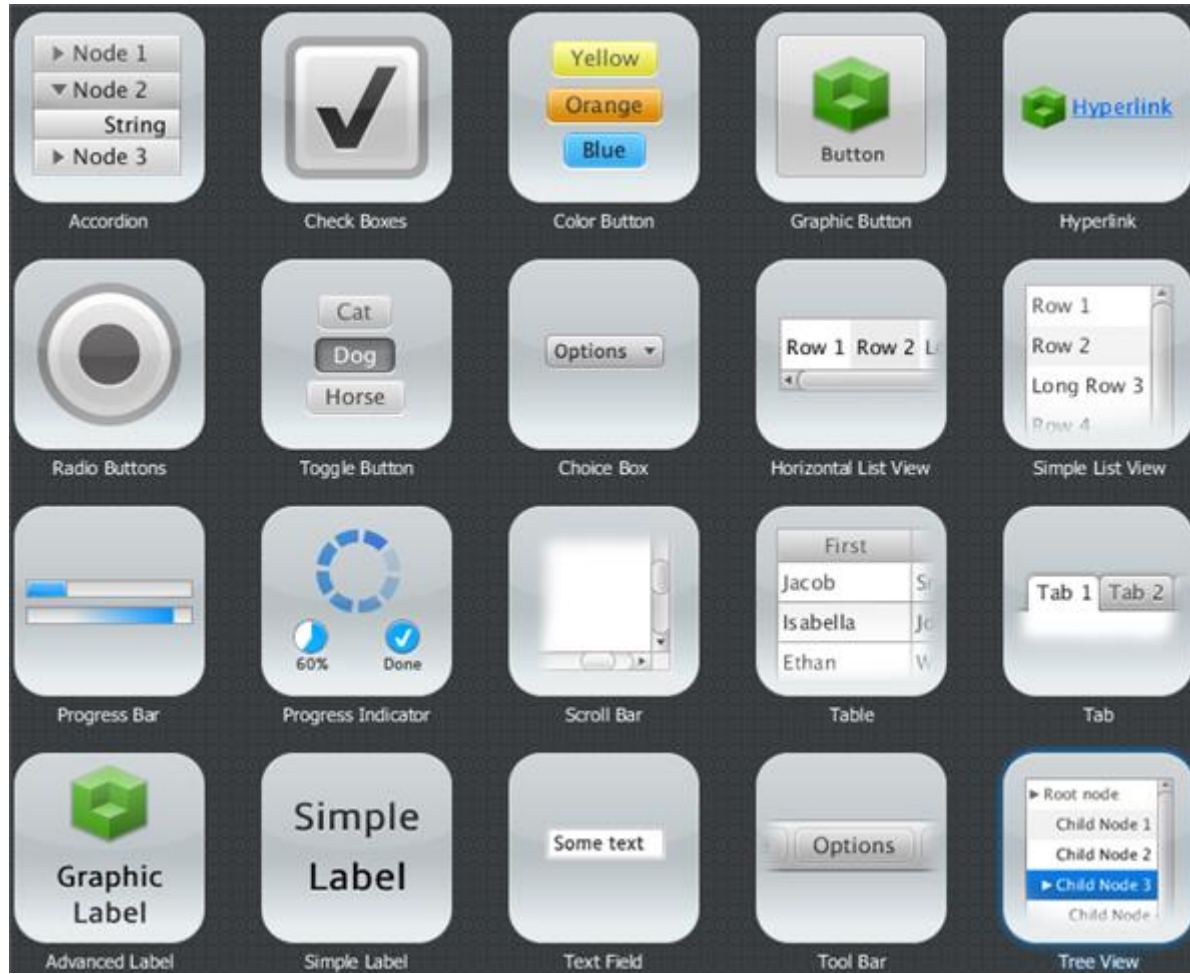 Node 1
Node 2
String
Node 3
Accordion
Check Boxes
Yellow
Orange
Blue
Color Button
Button
Graphic Button
Hyperlink
Hyperlink
Radio Buttons
Cat
Dog
Horse
Toggle Button
Options
Choice Box
Row 1 Row 2 L
Horizontal List View
Row 1
Row 2
Long Row 3
Row 4
Simple List View
Progress Bar
60% Done
Progress Indicator
Scroll Bar
First
Jacob
Isabella
Ethan W
Table
Tab 1 Tab 2
Tab
Graphic
Label
Advanced Label
Simple
Label
Simple Label
Some text
Text Field
Options
Tool Bar
Root node
Child Node 1
Child Node 2
Child Node 3
Child Node
Tree View